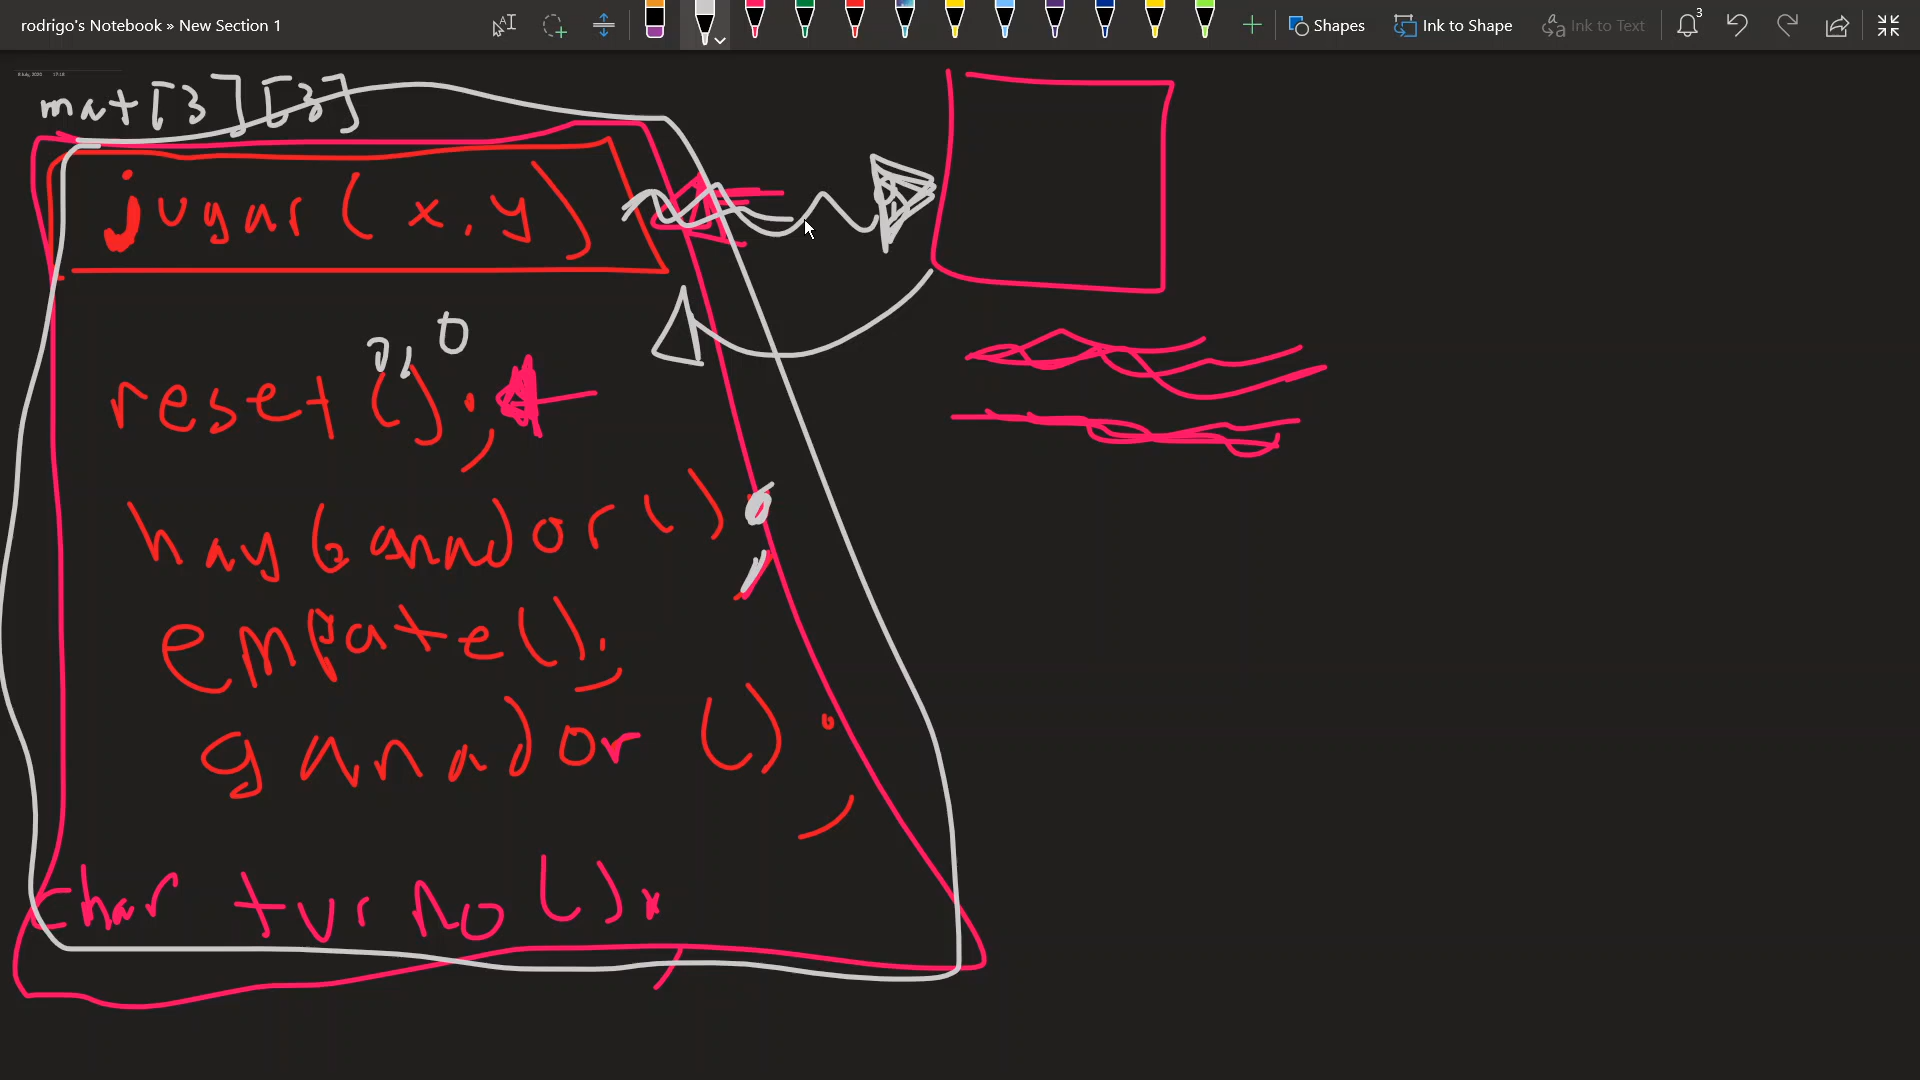 rodrigo's Notebook » New Section 1
Shapes
Ink to Shape
Ink to Text
3
mat[3][3]
jugar(x,y)
reset();
hayGanador();
empate();
ganador();
char turno();